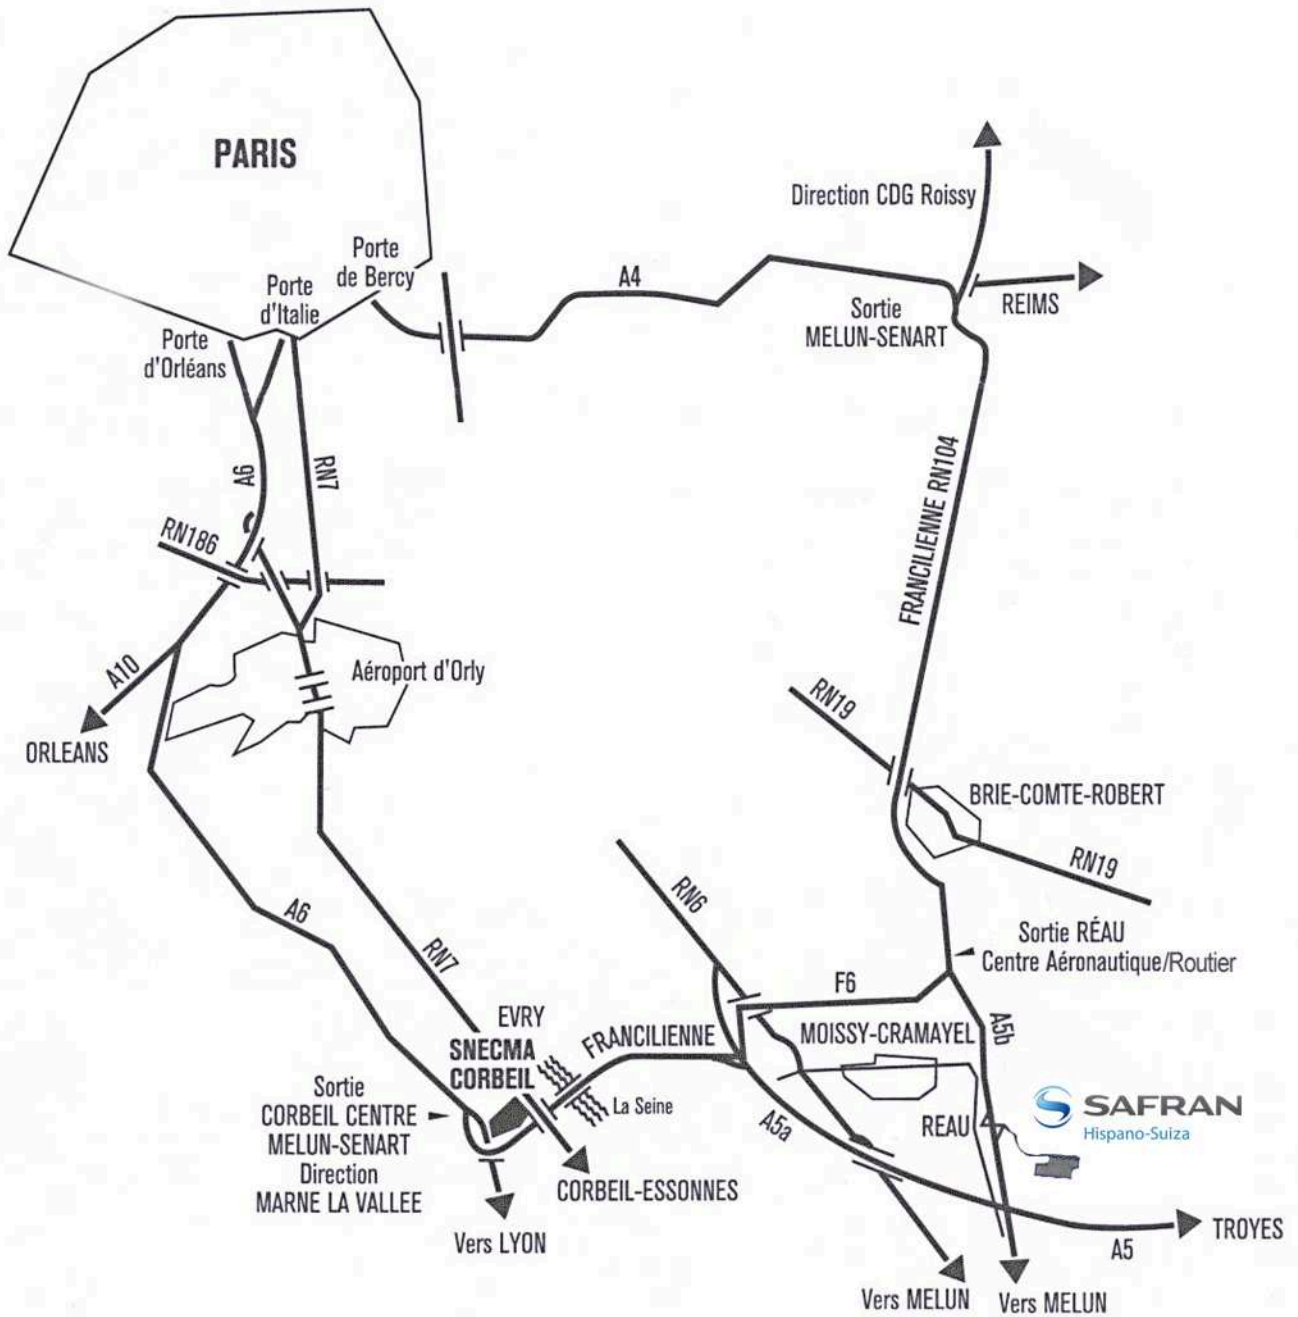 PARIS
Direction CDG Roissy
Porte
de Bercy
A4
Porte
d'Italie
Sortie
MELUN-SENART
REIMS
Porte
d'Orléans
A6
RN7
FRANCILIENNE RN104
RN186
A10
Aéroport d'Orly
RN19
ORLEANS
BRIE-COMTE-ROBERT
RN19
RN6
A6
RN7
Sortie RÉAU
Centre Aéronautique/Routier
F6
EVRY
SNECMA
CORBEIL
FRANCILIENNE
MOISSY-CRAMAYEL
A5b
Sortie
CORBEIL CENTRE
MELUN-SENART
Direction
MARNE LA VALLEE
La Seine
A5a
REAU
SAFRAN
Hispano-Suiza
CORBEIL-ESSONNES
Vers LYON
A5
TROYES
Vers MELUN
Vers MELUN